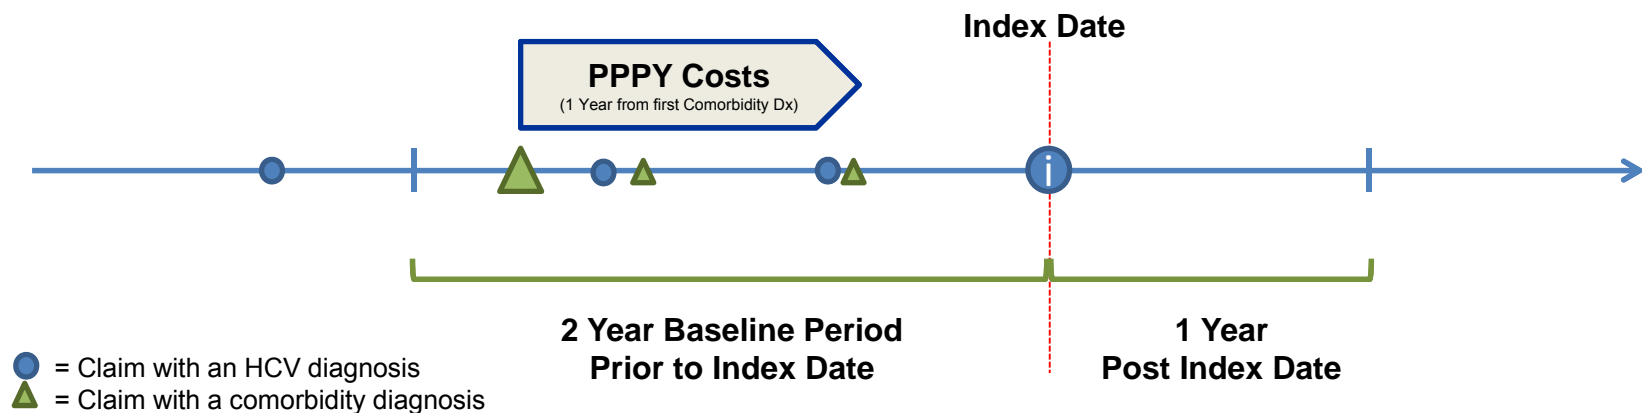 Index Date
PPPY Costs
(1 Year from first Comorbidity Dx)
i
2 Year Baseline Period
Prior to Index Date
1 Year
Post Index Date
= Claim with an HCV diagnosis
= Claim with a comorbidity diagnosis